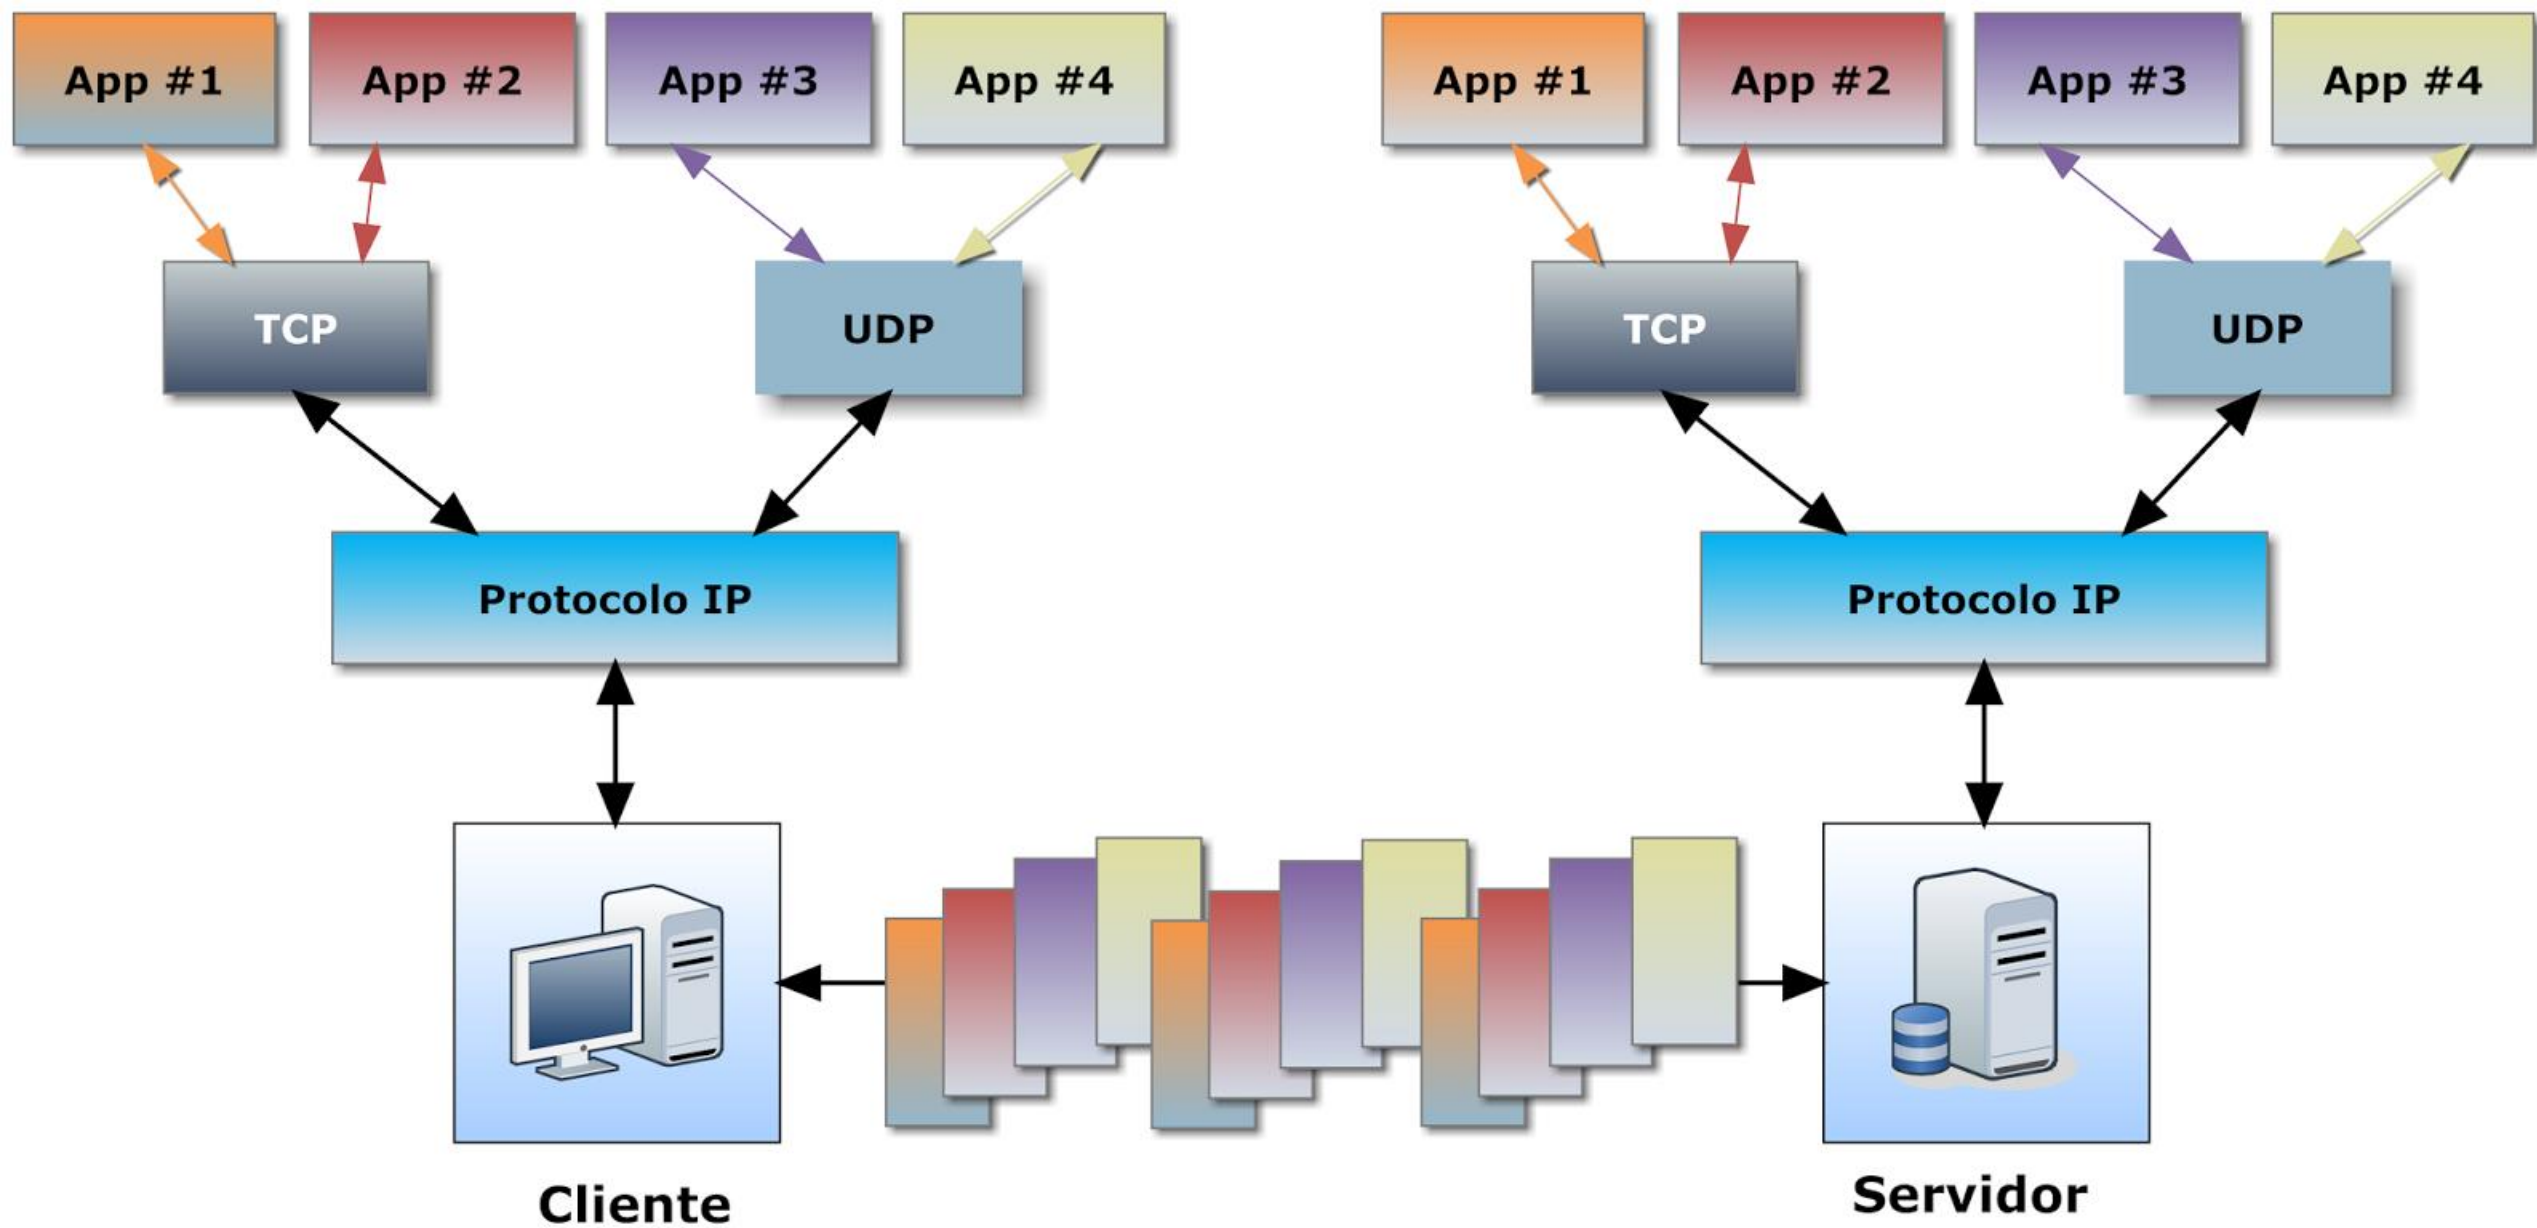 App #1
App #2
App #3
App #4
App #1
App #2
App #3
App #4
TCP
UDP
TCP
UDP
Protocolo IP
Protocolo IP
Cliente
Servidor